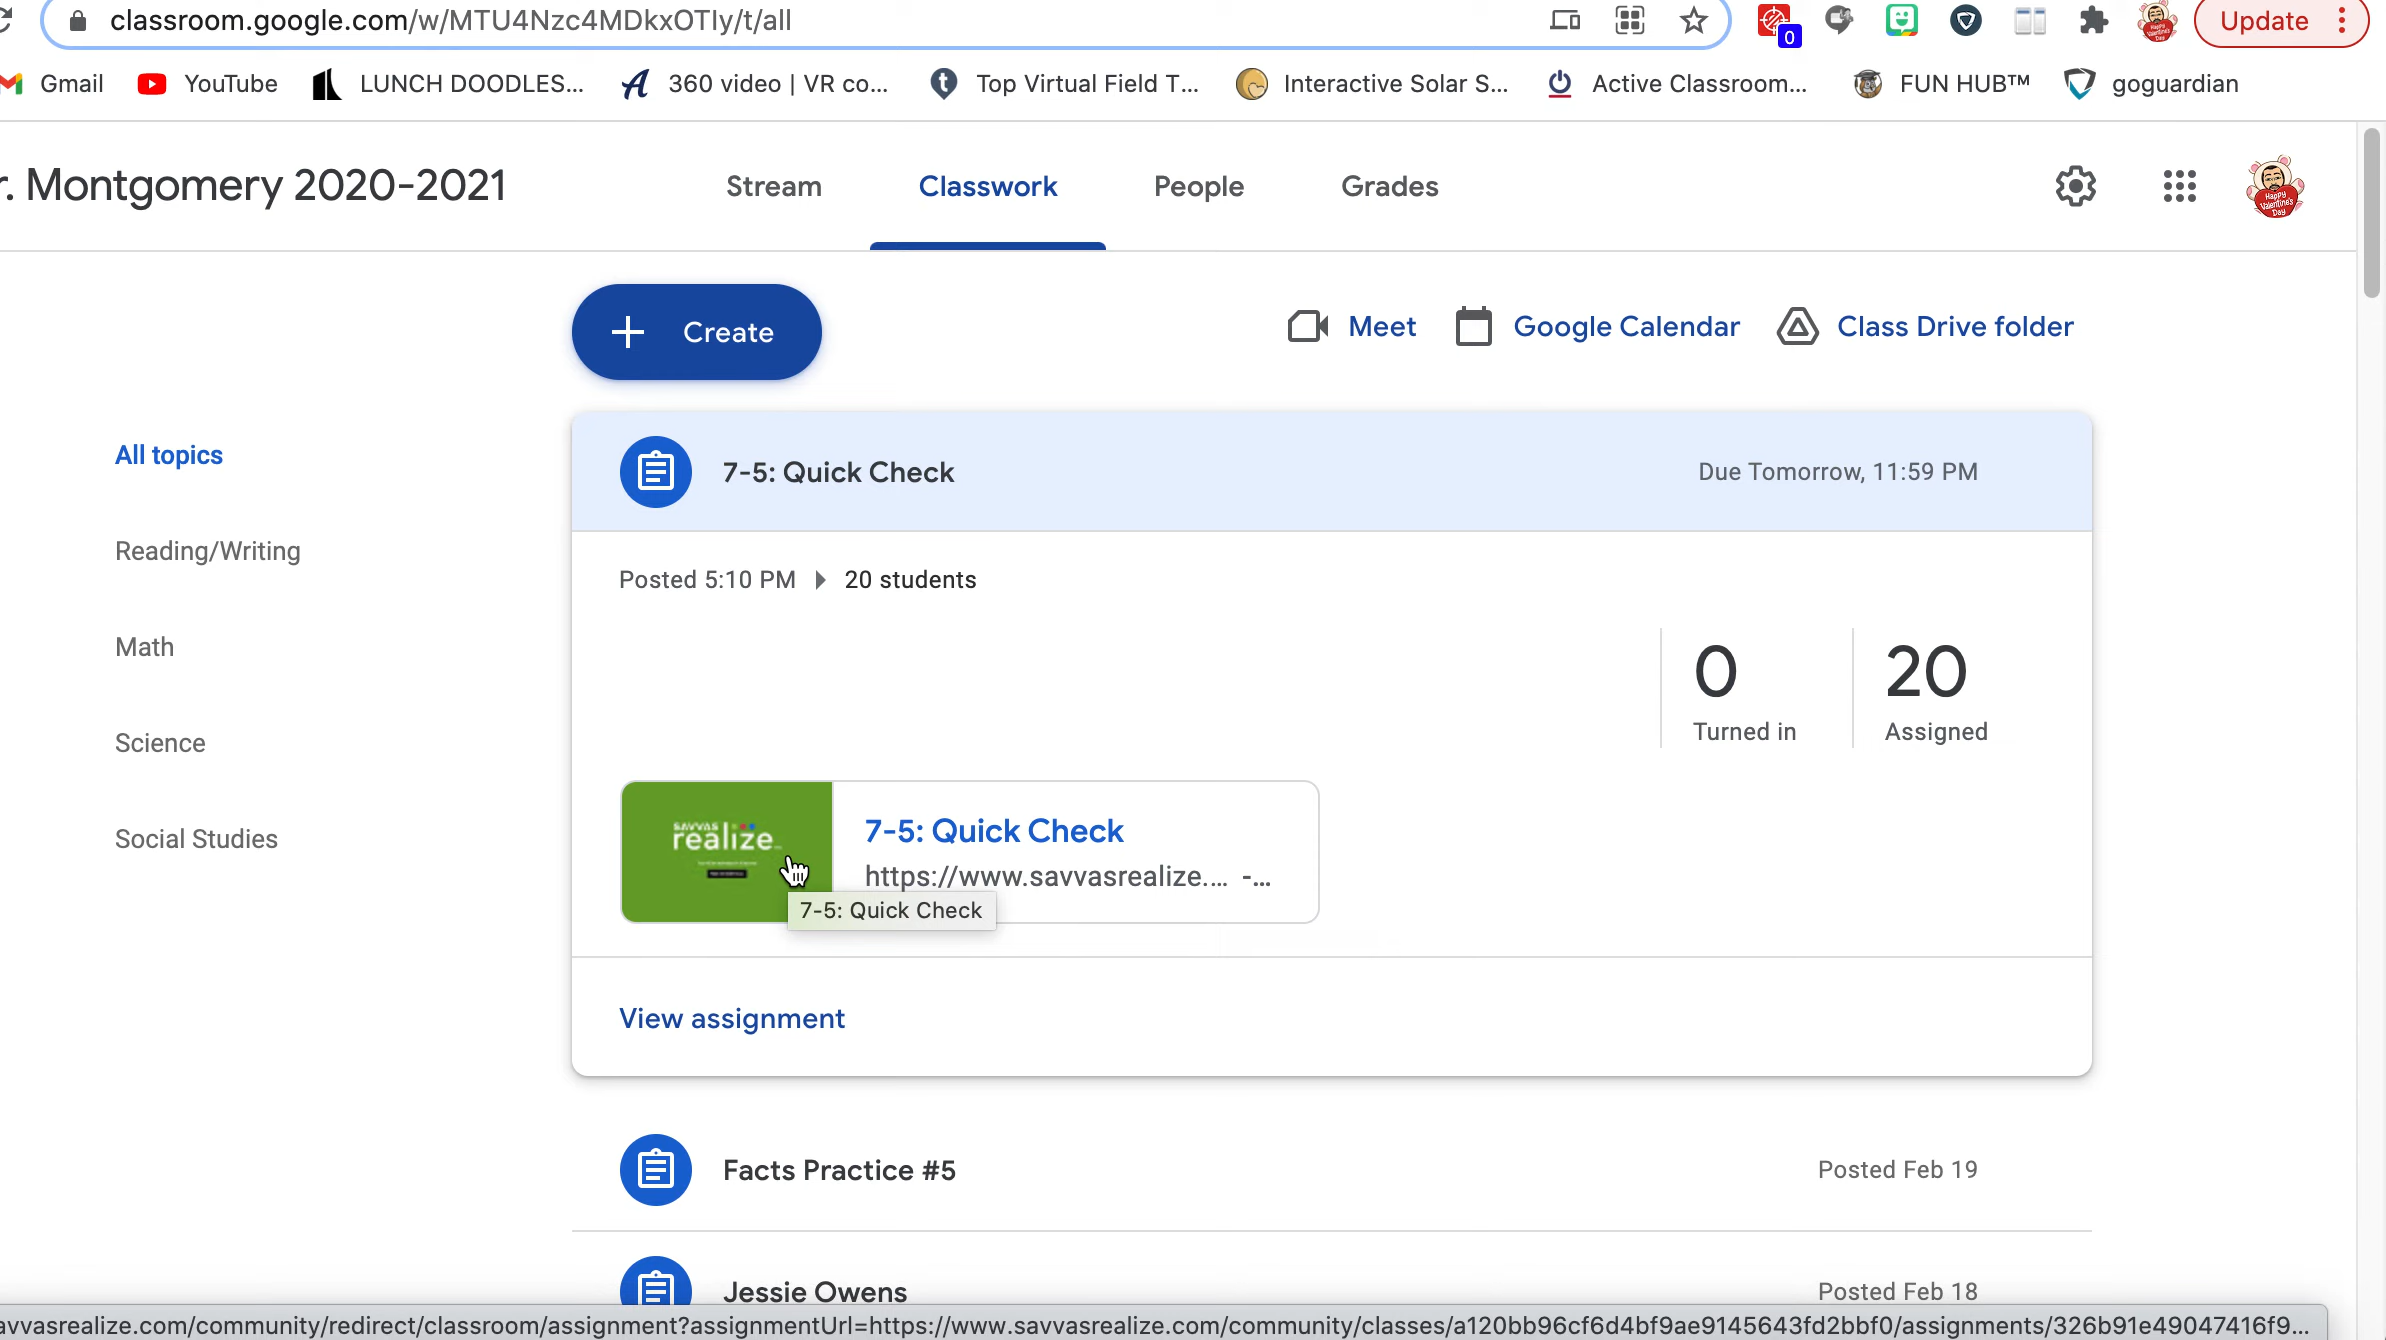 classroom.google.com/w/MTU4Nzc4MDkxOTIy/t/all
0
Update
Gmail
YouTube
LUNCH DOODLES...
360 video | VR co...
Top Virtual Field T...
Interactive Solar S...
Active Classroom...
FUN HUB™
goguardian
r. Montgomery 2020-2021
Stream
Classwork
People
Grades
Happy
Valentine's
Day
Create
Meet
Google Calendar
Class Drive folder
All topics
Reading/Writing
Math
Science
Social Studies
7-5: Quick Check
Due Tomorrow, 11:59 PM
Posted 5:10 PM
20 students
0
Turned in
20
Assigned
SAVVAS
realize
7-5: Quick Check
https://www.savvasrealize.... -...
7-5: Quick Check
View assignment
Facts Practice #5
Posted Feb 19
Jessie Owens
Posted Feb 18
avvasrealize.com/community/redirect/classroom/assignment?assignmentUrl=https://www.savvasrealize.com/community/classes/a120bb96cf6d4bf9ae9145643fd2bbf0/assignments/326b91e49047416f9...